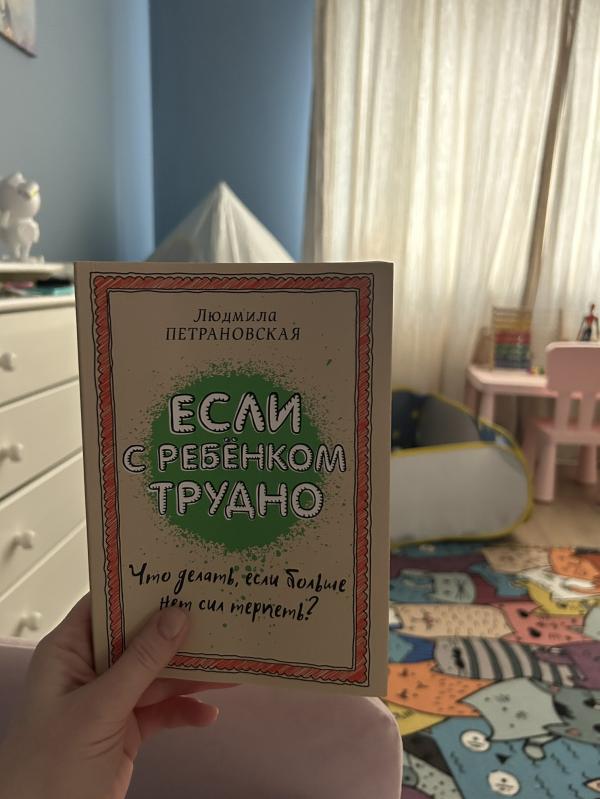 Людмила
ПЕТРАНОВСКАЯ
ЕСЛИ
С РЕБЁНКОМ
ТРУДНО
Что делать, если больше
нет сил терпеть?